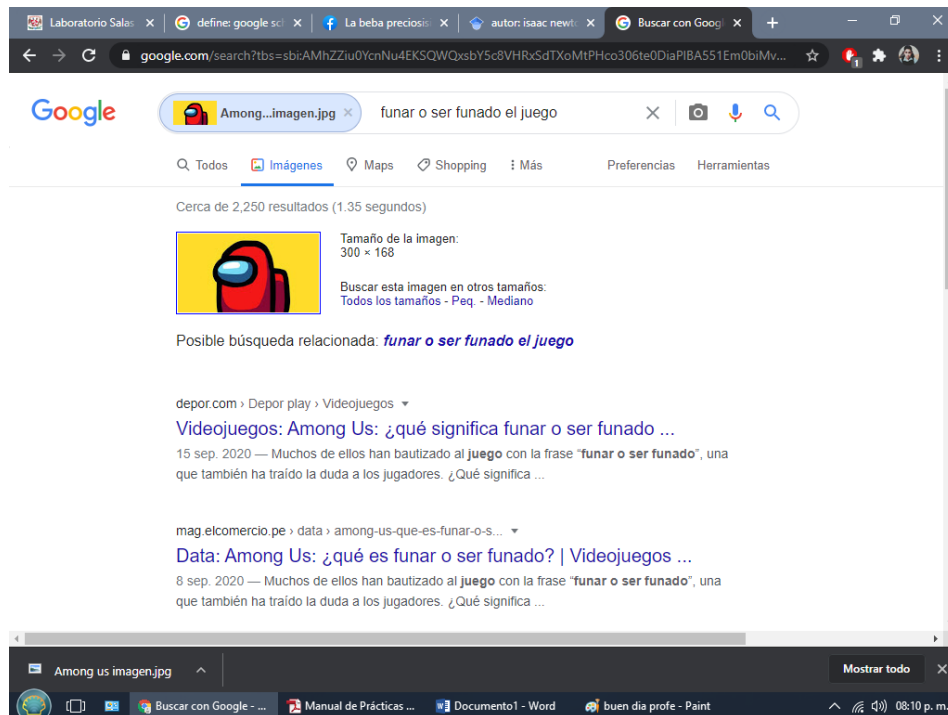 Laboratorio Salas
define: google sch
La beba preciosis
autor: isaac newto
Buscar con Googl
google.com/search?tbs=sbi:AMhZZiu0YcnNu4EKSQWQxsbY5c8VHRxSdTXoMtPHco306te0DiaPIBA551Em0biMv...
1
Google
Among...imagen.jpg
funar o ser funado el juego
Todos
Imágenes
Maps
Shopping
Más
Preferencias
Herramientas
Cerca de 2,250 resultados (1.35 segundos)
Tamaño de la imagen:
300 × 168
Buscar esta imagen en otros tamaños:
Todos los tamaños - Peq. - Mediano
Posible búsqueda relacionada: funar o ser funado el juego
depor.com › Depor play › Videojuegos
Videojuegos: Among Us: ¿qué significa funar o ser funado ...
15 sep. 2020 — Muchos de ellos han bautizado al juego con la frase “funar o ser funado”, una
que también ha traído la duda a los jugadores. ¿Qué significa ...
mag.elcomercio.pe › data › among-us-que-es-funar-o-s...
Data: Among Us: ¿qué es funar o ser funado? | Videojuegos ...
8 sep. 2020 — Muchos de ellos han bautizado al juego con la frase “funar o ser funado”, una
que también ha traído la duda a los jugadores. ¿Qué significa ...
Among us imagen.jpg
Mostrar todo
Buscar con Google - ...
Manual de Prácticas ...
Documento1 - Word
buen dia profe - Paint
08:10 p. m.